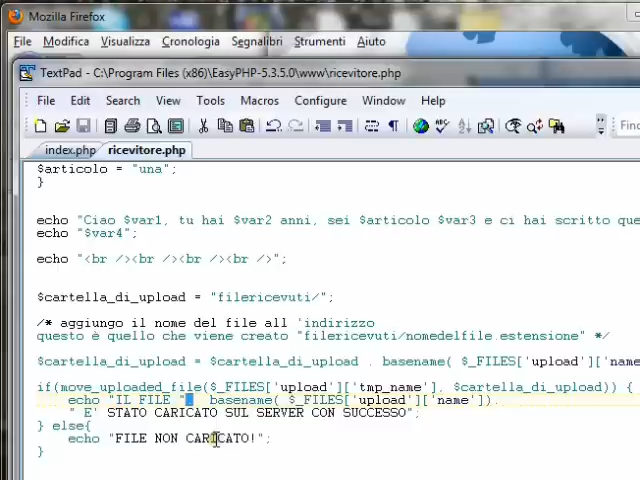 Mozilla Firefox
File Modifica Visualizza Cronologia Segnalibri Strumenti Aiuto
TextPad - C:\Program Files (x86)\EasyPHP-5.3.5.0\www\ricevitore.php
File Edit Search View Tools Macros Configure Window Help
Find
index.php ricevitore.php
$articolo = "una";
}
echo "Ciao $var1, tu hai $var2 anni, sei $articolo $var3 e ci hai scritto que
echo "$var4";
echo "<br /><br /><br /><br />";
$cartella_di_upload = "filericevuti/";
/* aggiungo il nome del file all 'indirizzo
questo è quello che viene creato "filericevuti/nomedelfile estensione" */
$cartella_di_upload = $cartella_di_upload . basename( $_FILES['upload']['name
if(move_uploaded_file($_FILES['upload']['tmp_name'], $cartella_di_upload)) {
echo "IL FILE ". basename( $_FILES['upload']['name']).
" E' STATO CARICATO SUL SERVER CON SUCCESSO";
} else{
echo "FILE NON CARICATO!";
}